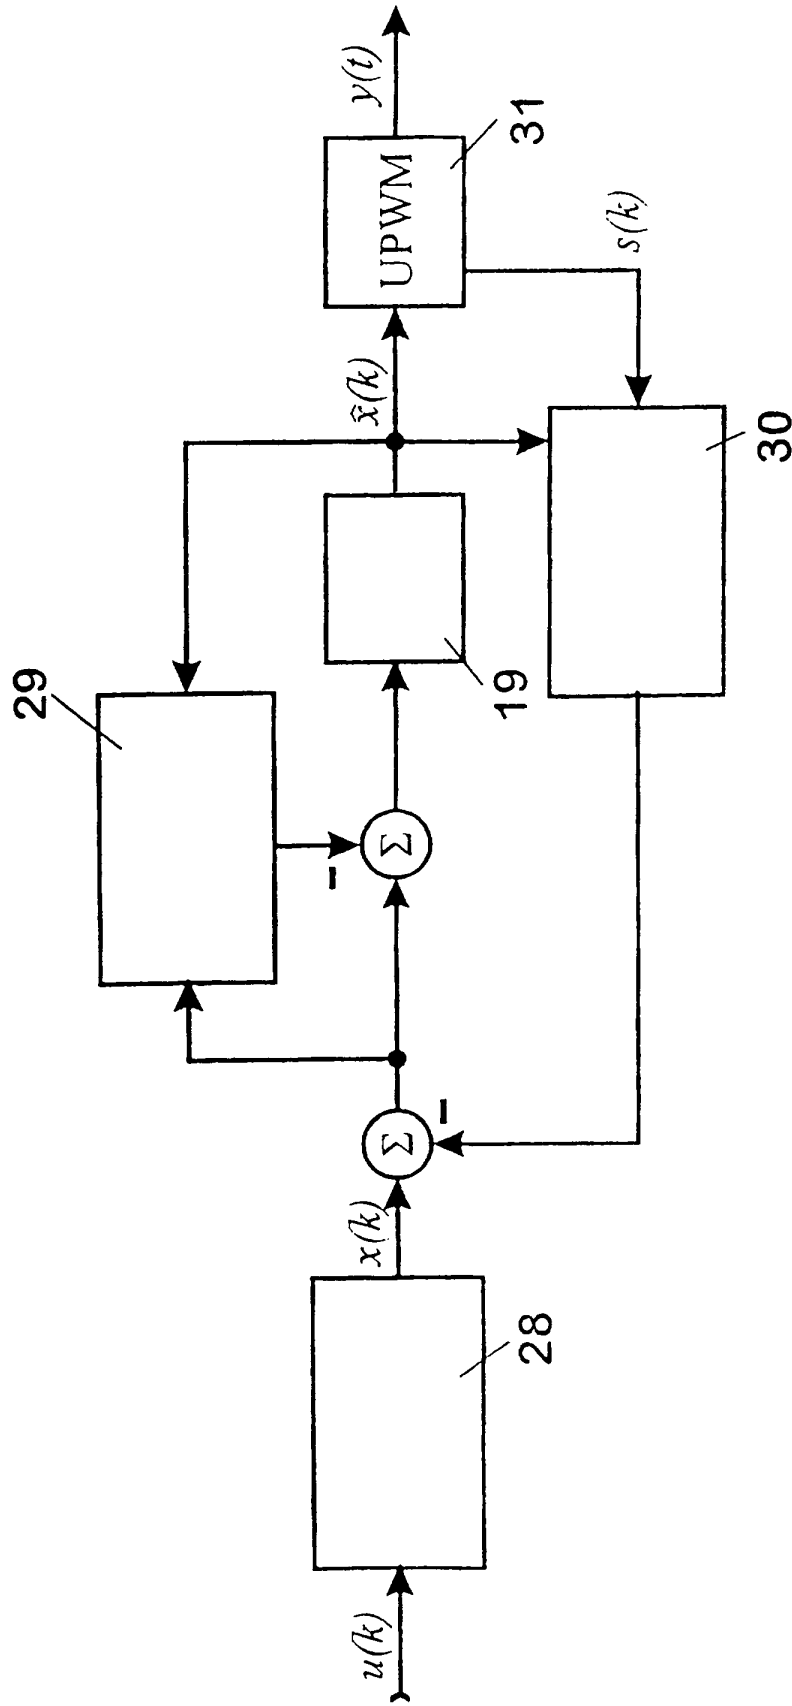 u(k)
28
x(k)
Σ
−
29
−
Σ
19
x̂(k)
30
s(k)
UPWM
31
y(t)